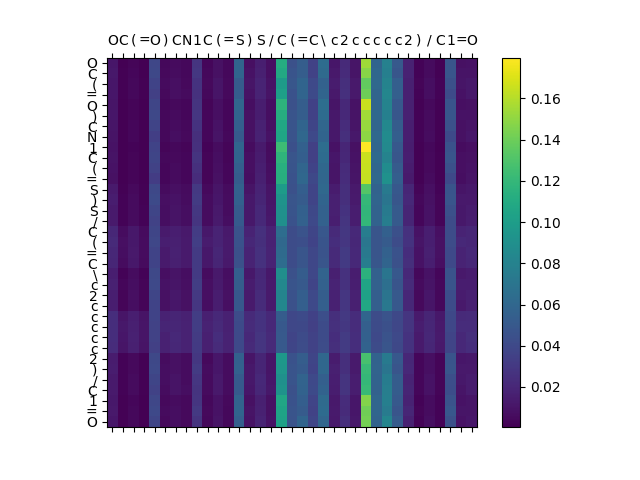 OC(=O)CN1C(=S)S/C(=C\c2ccccc2)/C1=O
O
C
(
=
O
)
C
N
1
C
(
=
S
)
S
/
C
(
=
C
\
c
2
c
c
c
c
c
2
)
/
C
1
=
O
0.16
0.14
0.12
0.10
0.08
0.06
0.04
0.02